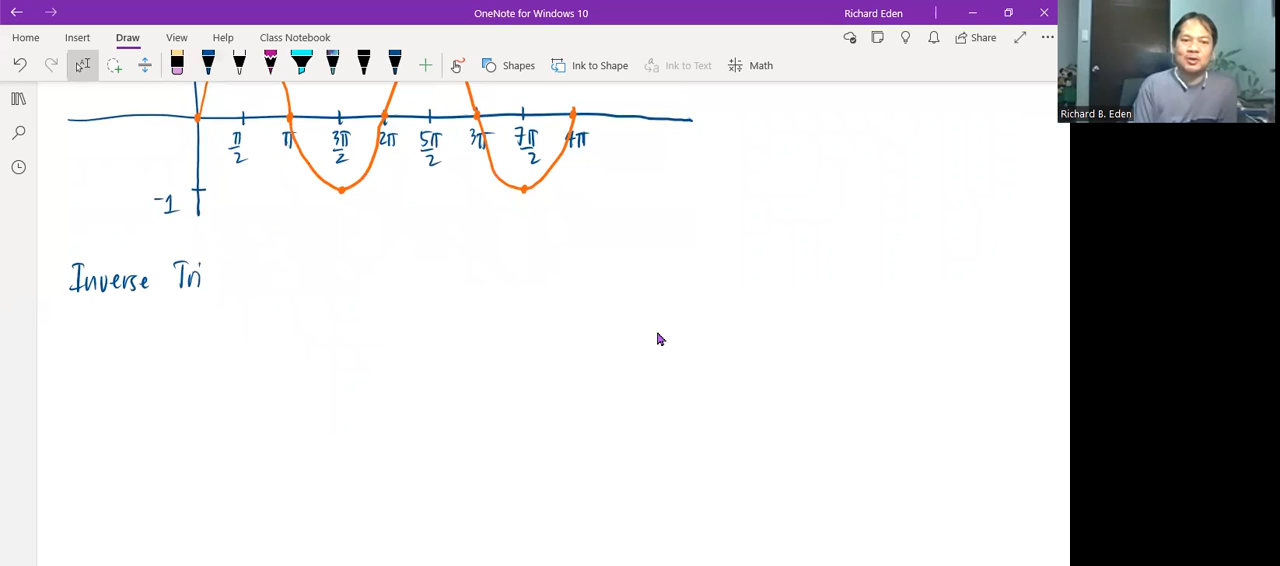 OneNote for Windows 10
Richard Eden
Home Insert Draw View Help Class Notebook
Share
Shapes
Ink to Shape
Ink to Text
Math
Richard B. Eden
π/2 π 3π/2 2π 5π/2 3π 7π/2 4π
-1
Inverse Tri